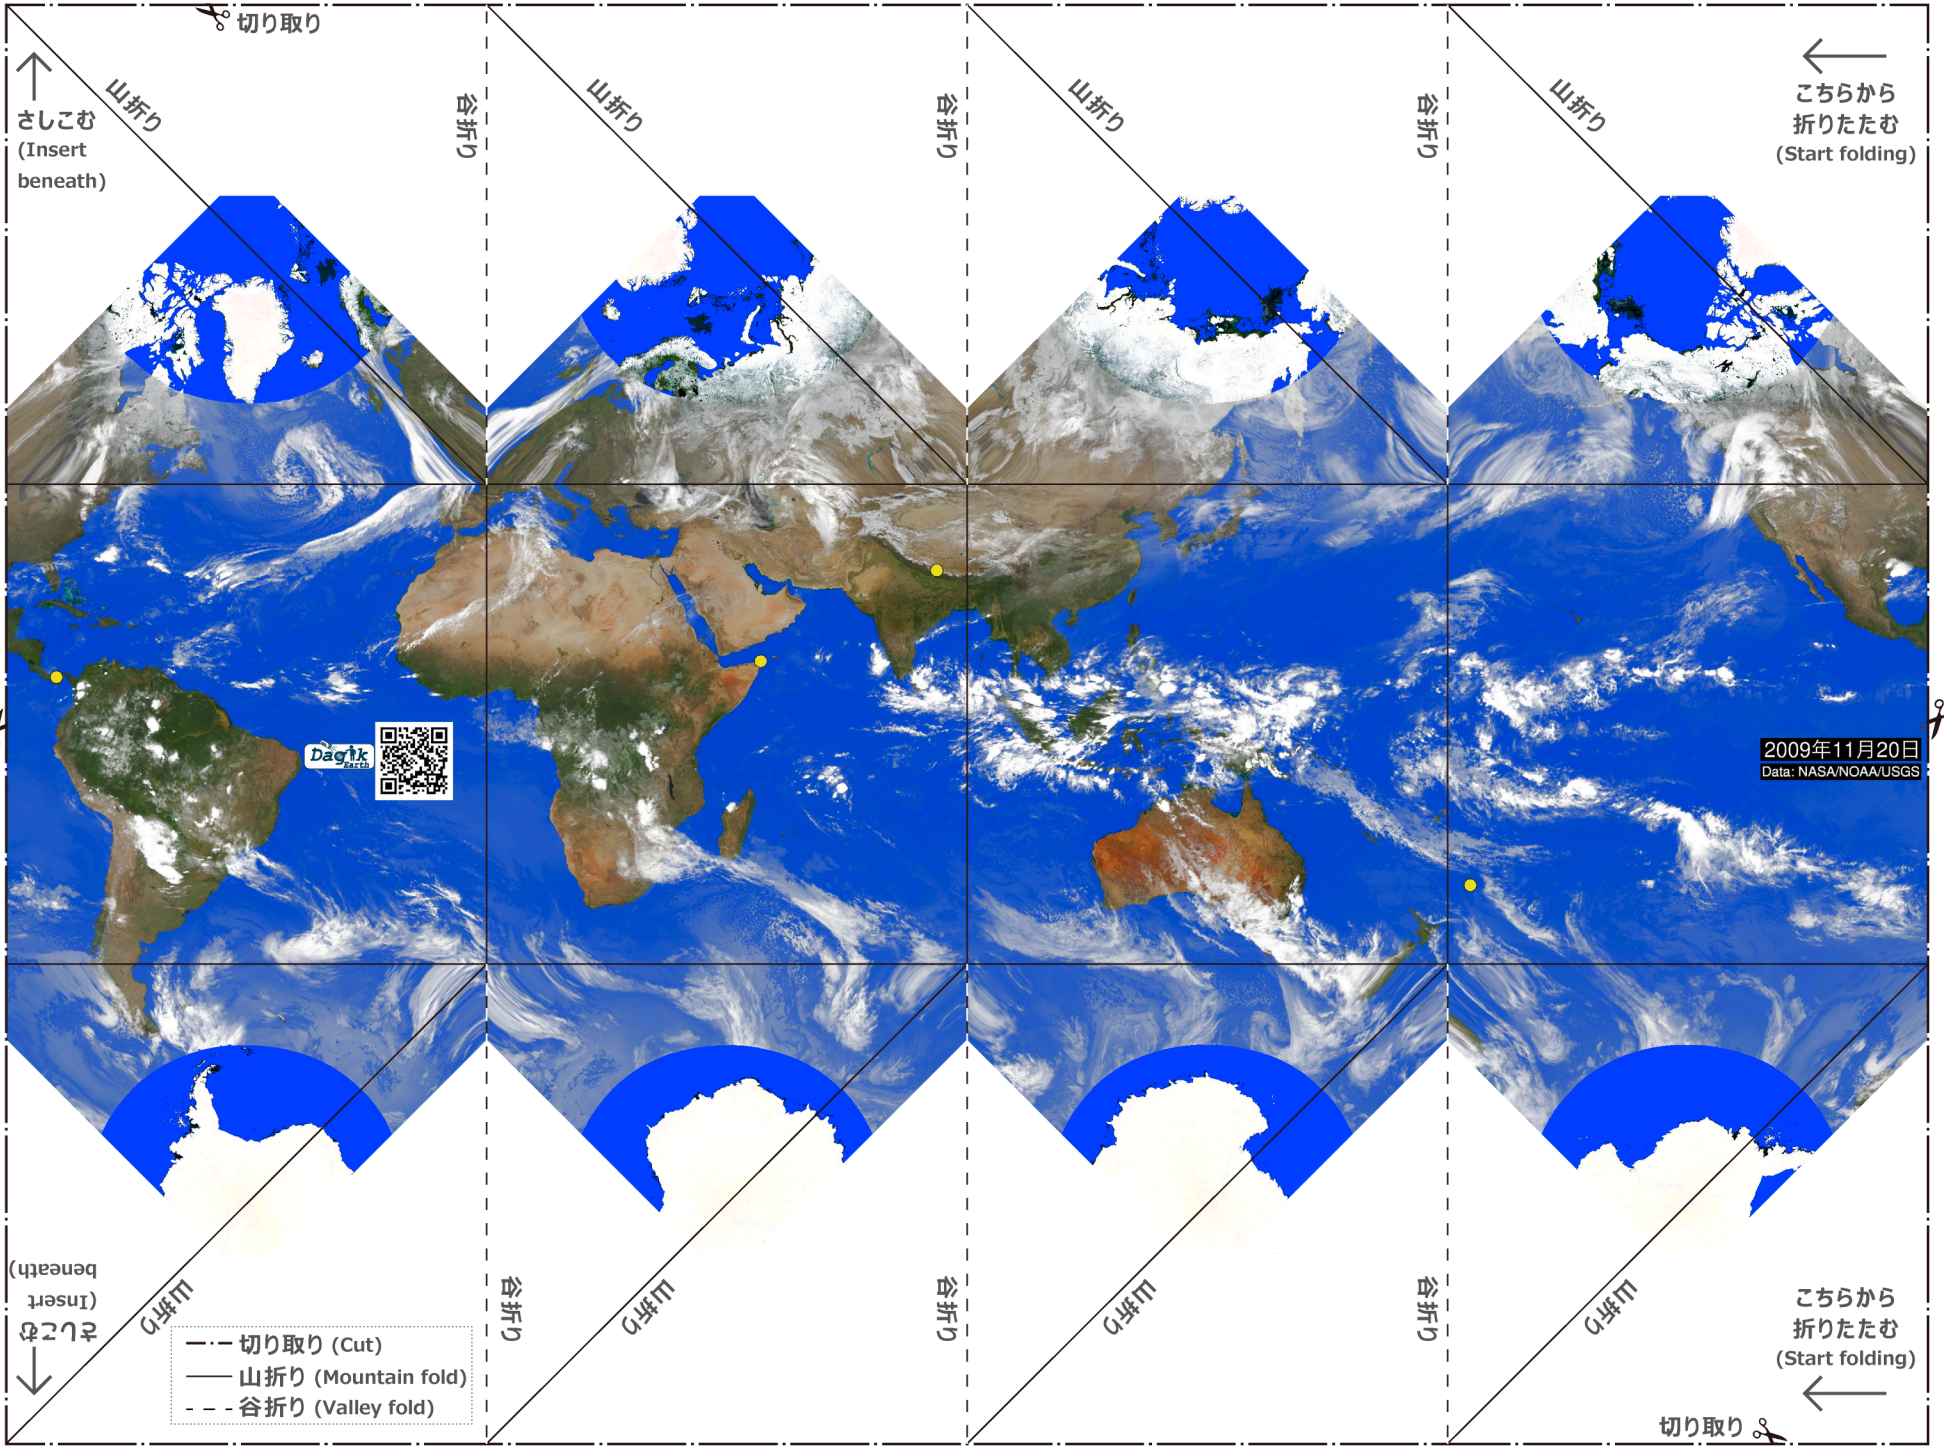 切り取り
山折り
谷折り
山折り
谷折り
山折り
谷折り
山折り
さしこむ
(Insert
beneath)
こちらから
折りたたむ
(Start folding)
Dagik
Earth
2009年11月20日
Data: NASA/NOAA/USGS
さしこむ
(Insert
beneath)
山折り
谷折り
山折り
谷折り
山折り
谷折り
山折り
こちらから
折りたたむ
(Start folding)
切り取り (Cut)
山折り (Mountain fold)
谷折り (Valley fold)
切り取り